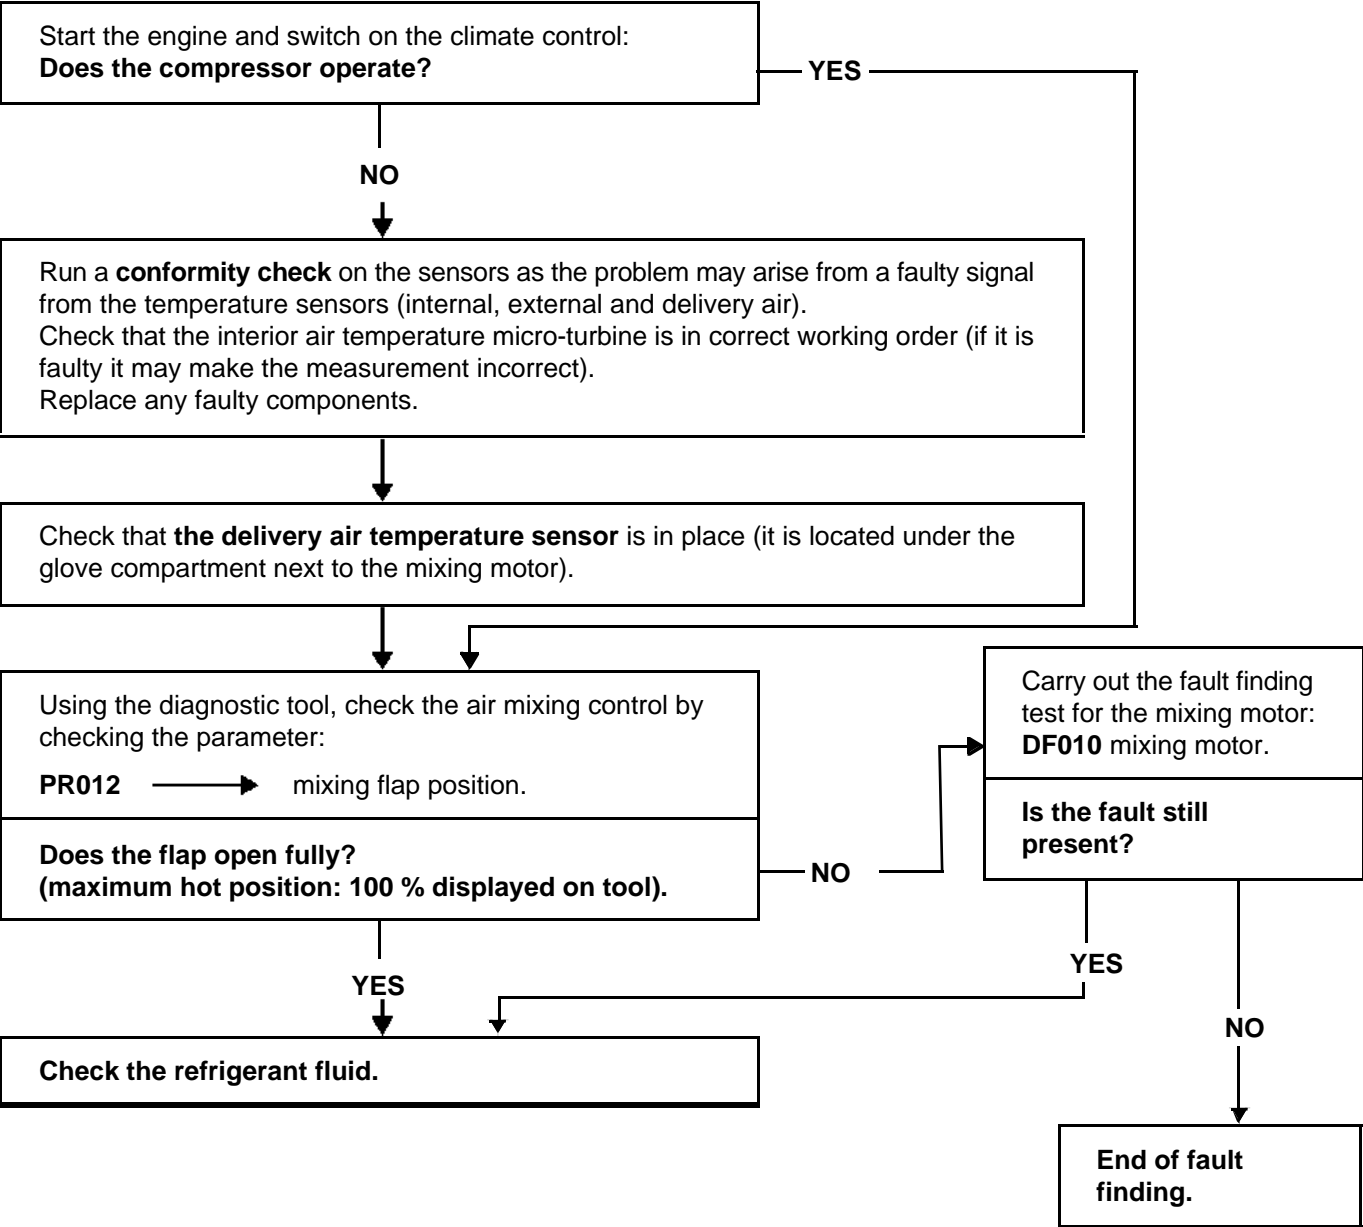 Start the engine and switch on the climate control:
Does the compressor operate?
YES
NO
Run a conformity check on the sensors as the problem may arise from a faulty signal
from the temperature sensors (internal, external and delivery air).
Check that the interior air temperature micro-turbine is in correct working order (if it is
faulty it may make the measurement incorrect).
Replace any faulty components.
Check that the delivery air temperature sensor is in place (it is located under the
glove compartment next to the mixing motor).
Using the diagnostic tool, check the air mixing control by
checking the parameter:
PR012 mixing flap position.
Does the flap open fully?
(maximum hot position: 100 % displayed on tool).
NO
Carry out the fault finding
test for the mixing motor:
DF010 mixing motor.
Is the fault still
present?
YES
YES
NO
Check the refrigerant fluid.
End of fault
finding.